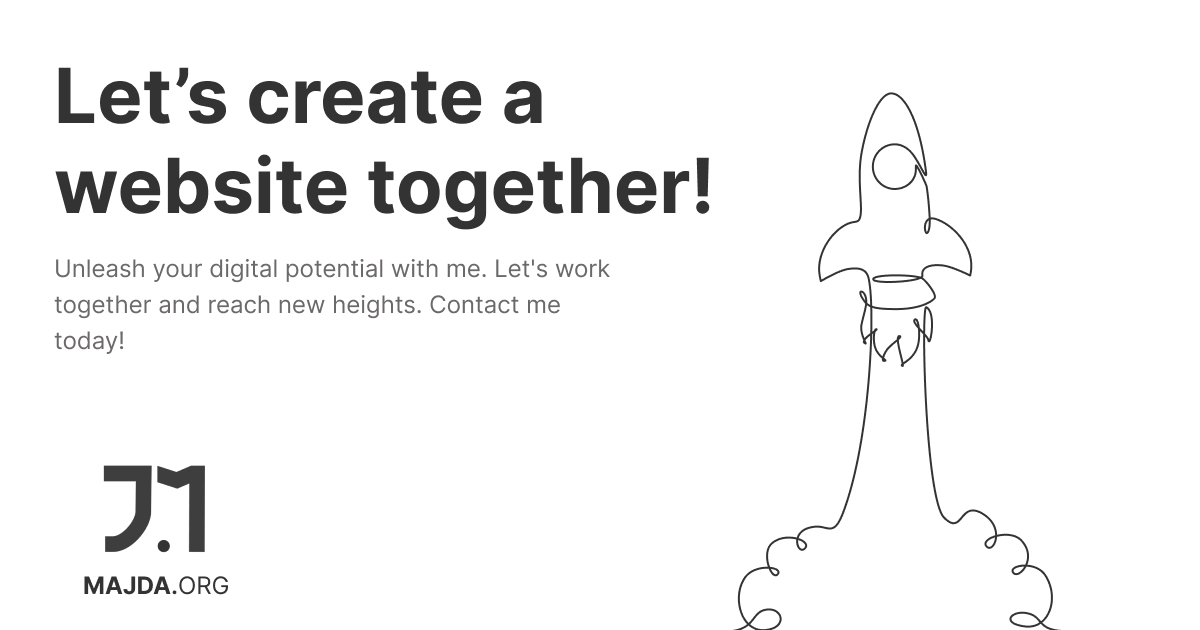 Let’s create a
website together!
Unleash your digital potential with me. Let's work
together and reach new heights. Contact me
today!
J.M
MAJDA.ORG